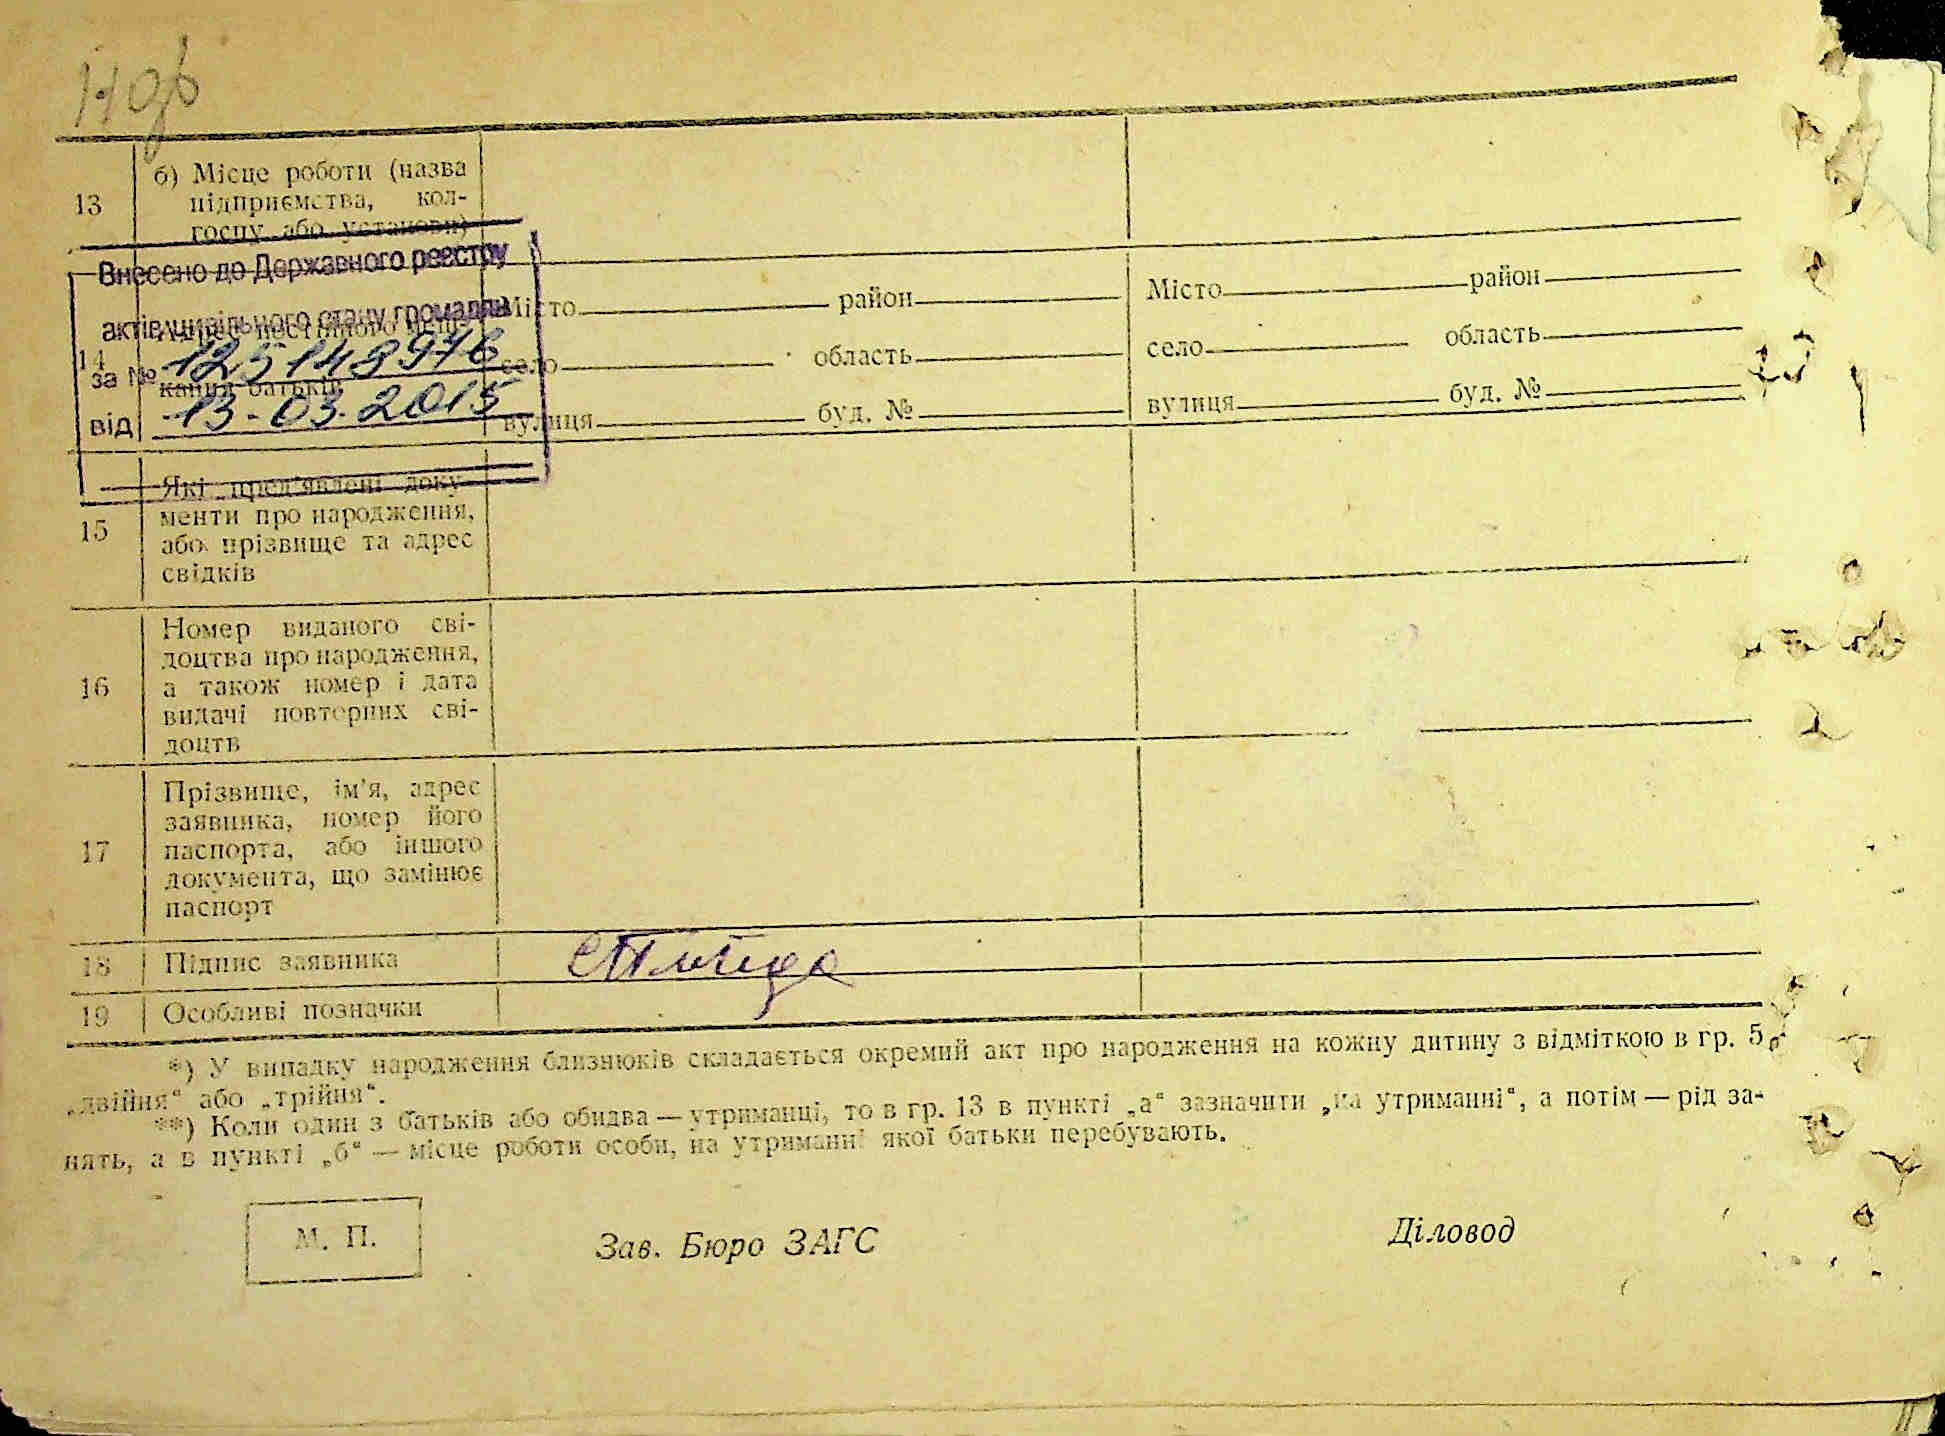 13
б) Місце роботи (назва
підприємства, кол-
госпу або установи)
Внесено до Державного реєстру
актів цивільного стану громадян
за № 125148976
від 13-03.2015
14
Адрес постійного меш-
кання батьків
Місто район
село область
вулиця буд. №
Місто район
село область
вулиця буд. №
15
Які пред'явлені доку-
менти про народження,
або прізвище та адрес
свідків
16
Номер виданого сві-
доцтва про народження,
а також номер і дата
видачі повторних сві-
доцтв
17
Прізвище, ім'я, адрес
заявника, номер його
паспорта, або іншого
документа, що замінює
паспорт
18 Підпис заявника
19 Особливі позначки
*) У випадку народження близнюків складається окремий акт про народження на кожну дитину з відміткою в гр. 5
„двійня“ або „трійня“.
**) Коли один з батьків або обидва — утриманці, то в гр. 13 в пункті „а“ зазначити „на утриманні“, а потім — рід за-
нять, а в пункті „б“ — місце роботи особи, на утриманні якої батьки перебувають.
М. П.
Зав. Бюро ЗАГС
Діловод